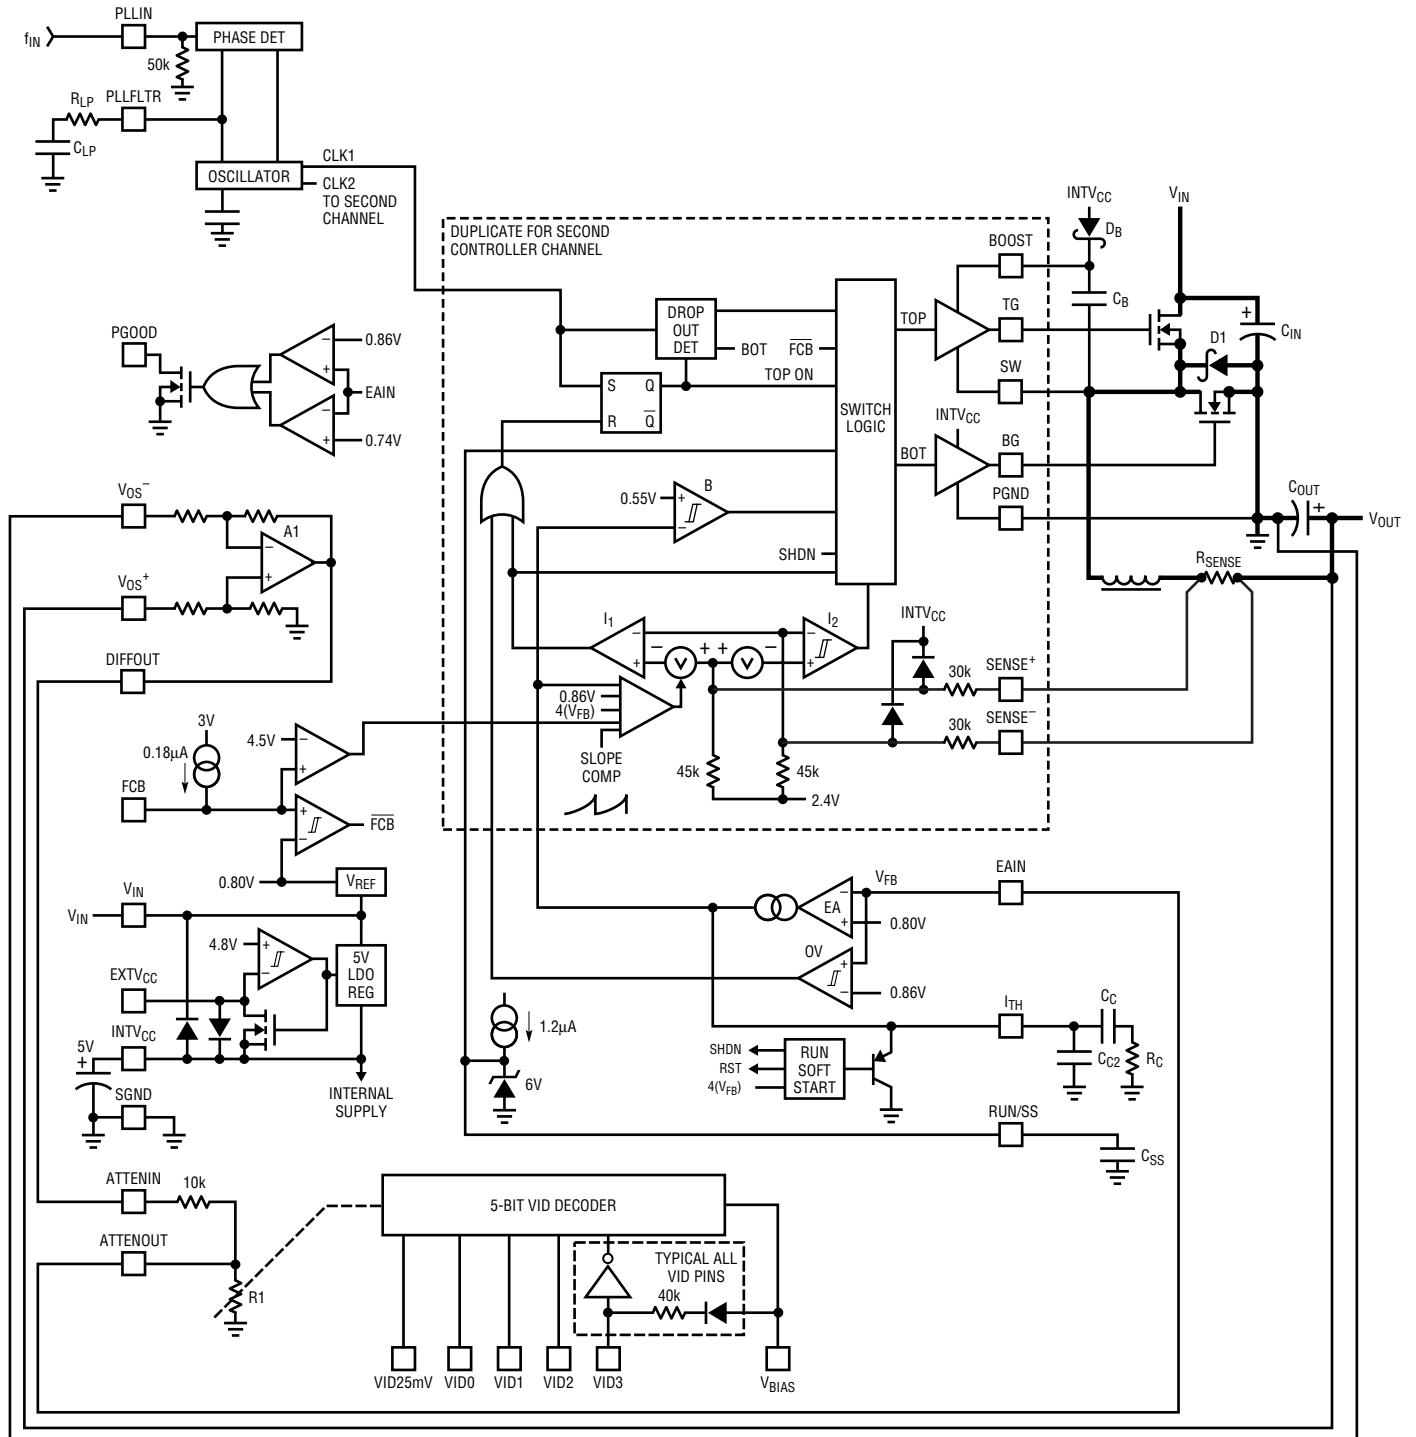 PLLIN
fIN
PHASE DET
50k
RLP
PLLFLTR
CLP
OSCILLATOR
CLK1
CLK2
TO SECOND
CHANNEL
DUPLICATE FOR SECOND
CONTROLLER CHANNEL
INTVCC
VIN
DB
BOOST
CB
DROP
OUT
DET
BOT
FCB
TOP
TG
+
CIN
D1
PGOOD
−
0.86V
+
EAIN
−
+
0.74V
S
Q
R
Q
TOP ON
SW
SWITCH
LOGIC
INTVCC
BOT
BG
PGND
COUT
+
VOUT
0.55V
+
−
B
SHDN
RSENSE
VOS−
A1
−
+
VOS+
DIFFOUT
I1
−
+
−
V
+
+
V
−
I2
−
+
INTVCC
30k
SENSE+
30k
SENSE−
0.86V
4(VFB)
SLOPE
COMP
45k
45k
2.4V
3V
0.18µA
4.5V
−
+
FCB
+
−
FCB
0.80V
VREF
VIN
VIN
4.8V
+
−
5V
LDO
REG
EXTVCC
INTVCC
5V
+
SGND
INTERNAL
SUPPLY
VFB
EAIN
−
EA
+
0.80V
OV
+
−
0.86V
1.2µA
6V
ITH
CC
CC2
RC
SHDN
RST
4(VFB)
RUN
SOFT
START
RUN/SS
CSS
ATTENIN
10k
ATTENOUT
R1
5-BIT VID DECODER
TYPICAL ALL
VID PINS
40k
VID25mV
VID0
VID1
VID2
VID3
VBIAS